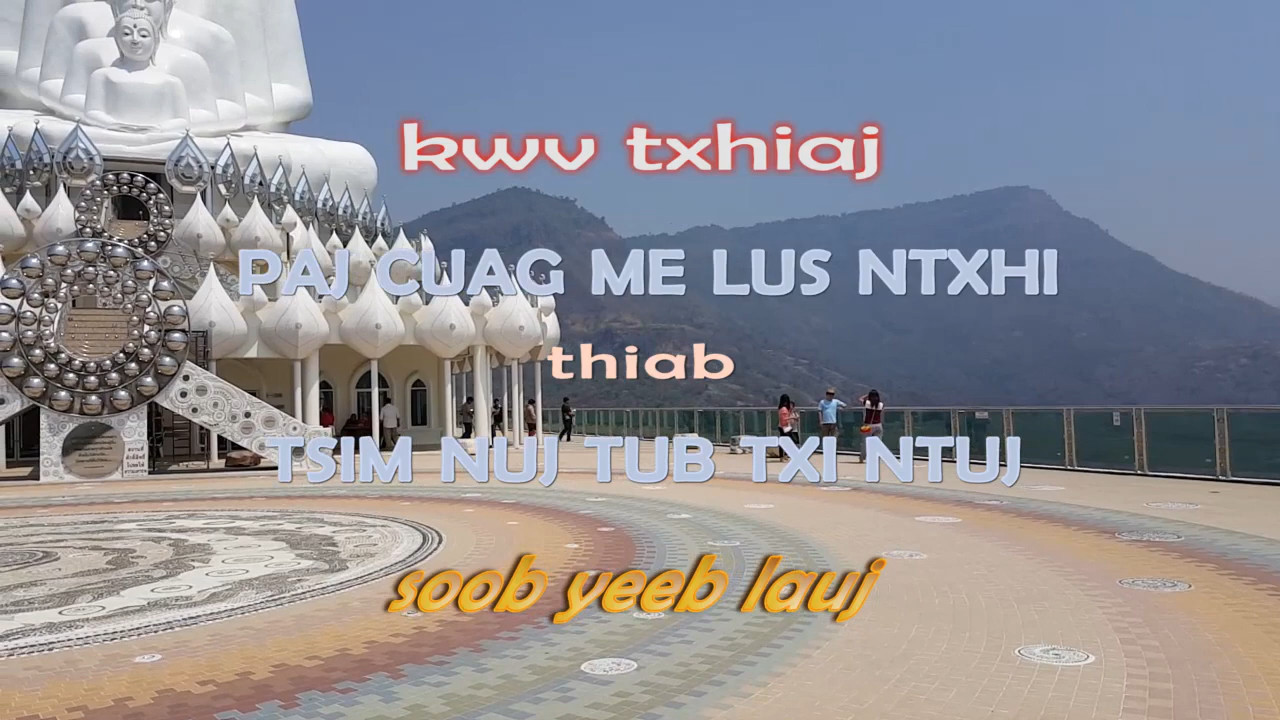 kwv txhiaj
PAJ CUAG ME LUS NTXHI
thiab
TSIM NUJ TUB TXI NTUJ
soob yeeb lauj